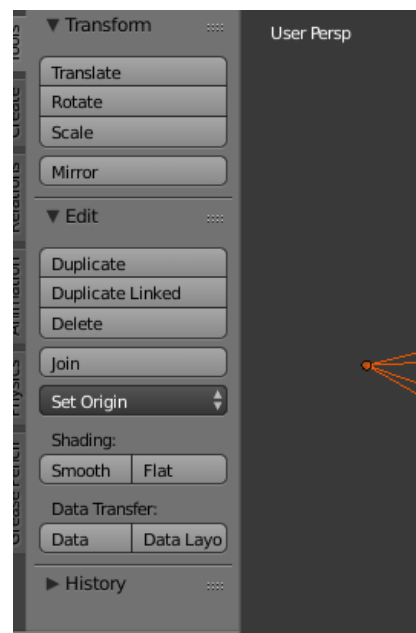 Transform
User Persp
Translate
Rotate
Scale
Mirror
Edit
Duplicate
Duplicate Linked
Delete
Join
Set Origin
Shading:
Smooth Flat
Data Transfer:
Data Data Layo
History
Tools
Create
Relations
Animation
Physics
Grease Pencil